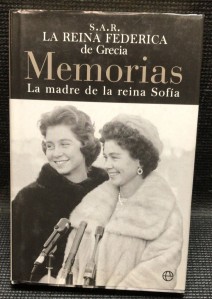 S.A.R.
LA REINA FEDERICA
de Grecia
Memorias
La madre de la reina Sofía